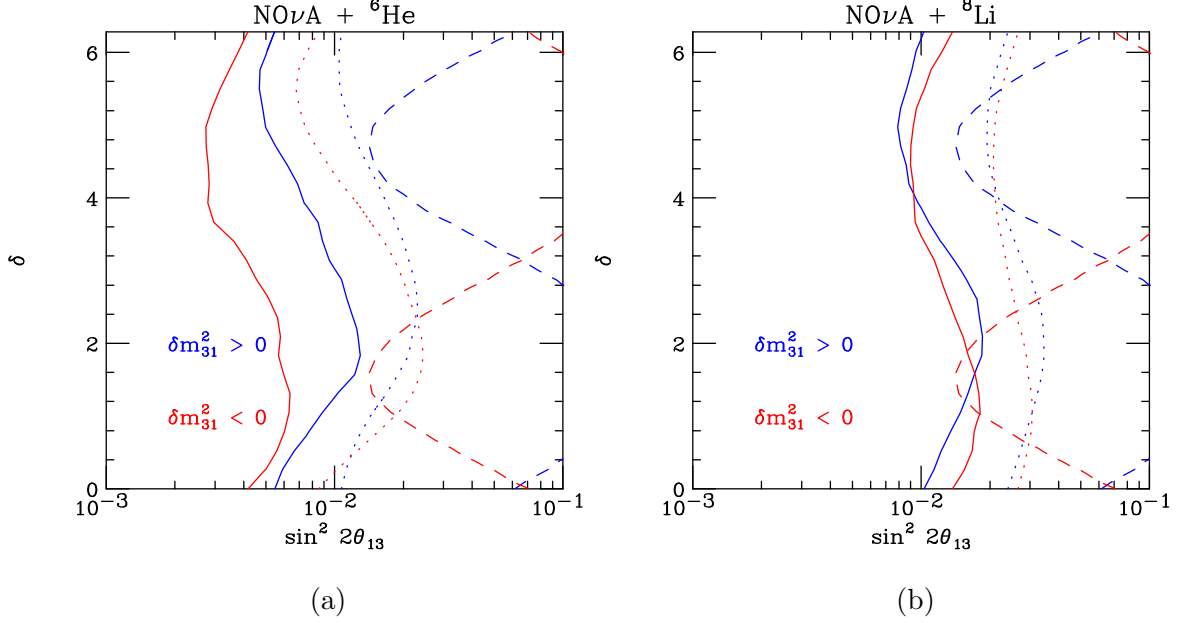 NOνA + ⁶He
6
4
2
0
δ
δm²₃₁ > 0
δm²₃₁ < 0
10⁻³
10⁻²
10⁻¹
sin² 2θ₁₃
(a)
NOνA + ⁸Li
6
4
2
0
δ
δm²₃₁ > 0
δm²₃₁ < 0
10⁻³
10⁻²
10⁻¹
sin² 2θ₁₃
(b)